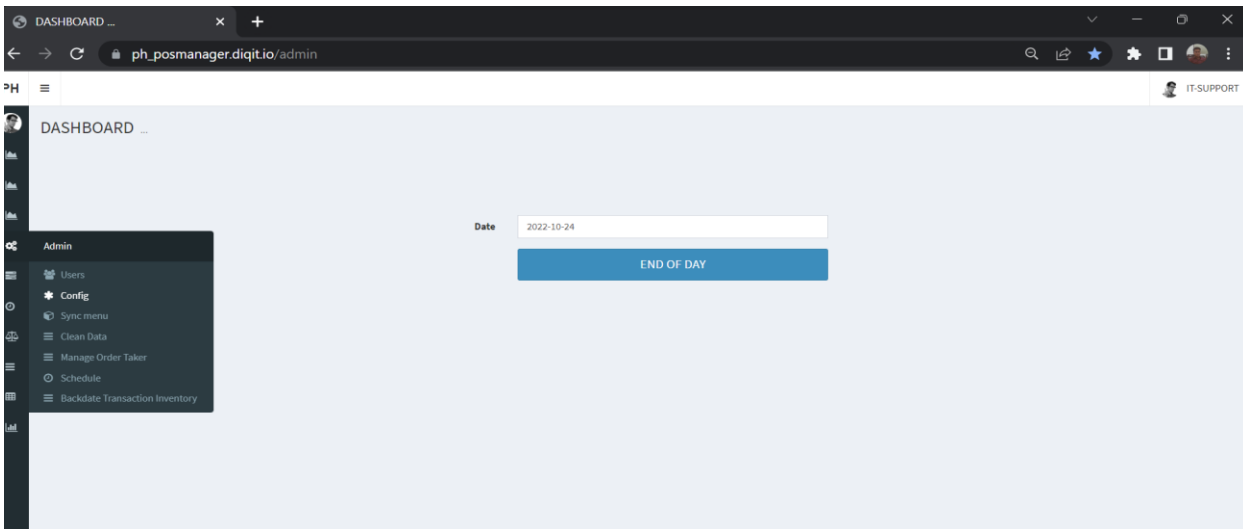 DASHBOARD ...
ph_posmanager.diqit.io/admin
PH
IT-SUPPORT
DASHBOARD ...
Date
2022-10-24
END OF DAY
Admin
Users
Config
Sync menu
Clean Data
Manage Order Taker
Schedule
Backdate Transaction Inventory